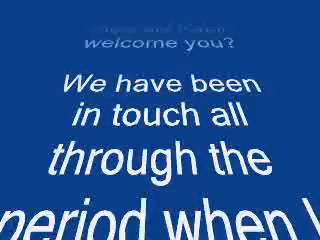 welcome you?
We have been
in touch all
through the
period when